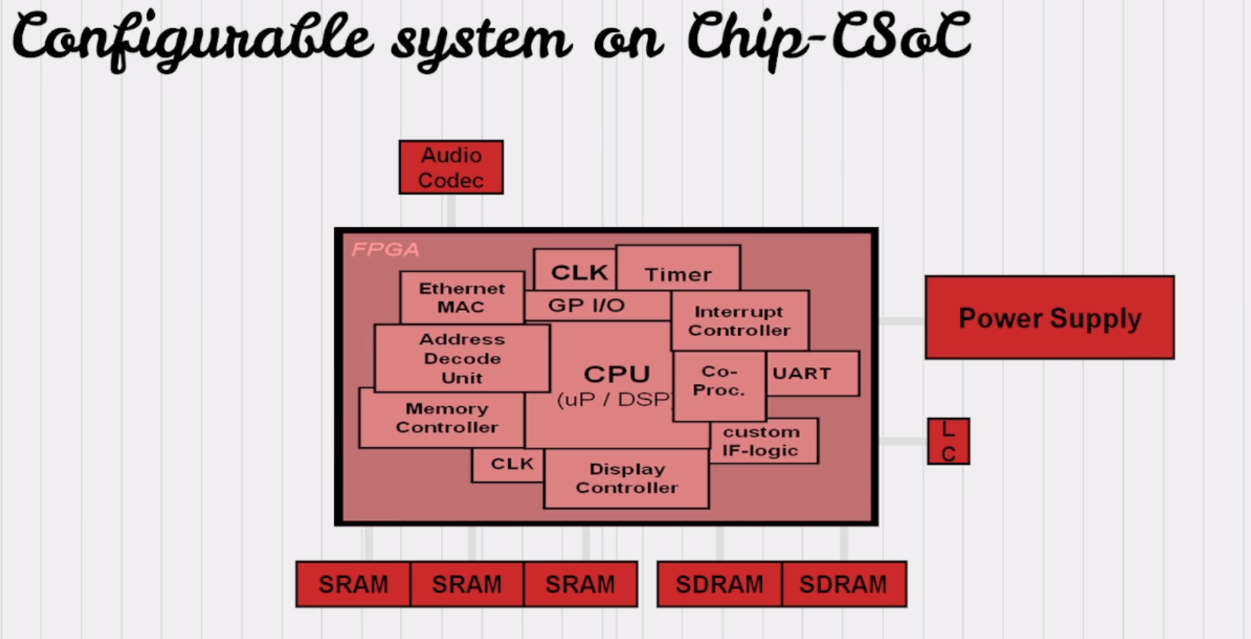 Configurable system on Chip-CSoC
Audio
Codec
FPGA
CLK
Timer
Ethernet
MAC
GP I/O
Interrupt
Controller
Address
Decode
Unit
CPU
(uP / DSP
Co-
Proc.
UART
Memory
Controller
custom
IF-logic
CLK
Display
Controller
Power Supply
L
C
SRAM
SRAM
SRAM
SDRAM
SDRAM